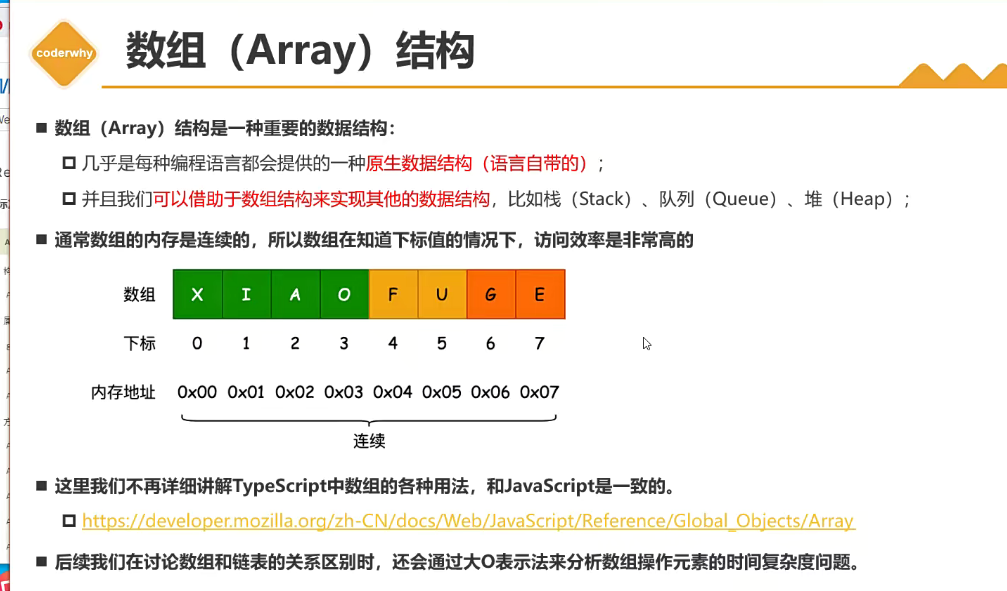 coderwhy
数组（Array）结构
数组（Array）结构是一种重要的数据结构：
几乎是每种编程语言都会提供的一种原生数据结构（语言自带的）；
并且我们可以借助于数组结构来实现其他的数据结构，比如栈（Stack）、队列（Queue）、堆（Heap）；
通常数组的内存是连续的，所以数组在知道下标值的情况下，访问效率是非常高的
数组 X I A O F U G E
下标 0 1 2 3 4 5 6 7
内存地址 0x00 0x01 0x02 0x03 0x04 0x05 0x06 0x07
连续
这里我们不再详细讲解TypeScript中数组的各种用法，和JavaScript是一致的。
https://developer.mozilla.org/zh-CN/docs/Web/JavaScript/Reference/Global_Objects/Array
后续我们在讨论数组和链表的关系区别时，还会通过大O表示法来分析数组操作元素的时间复杂度问题。